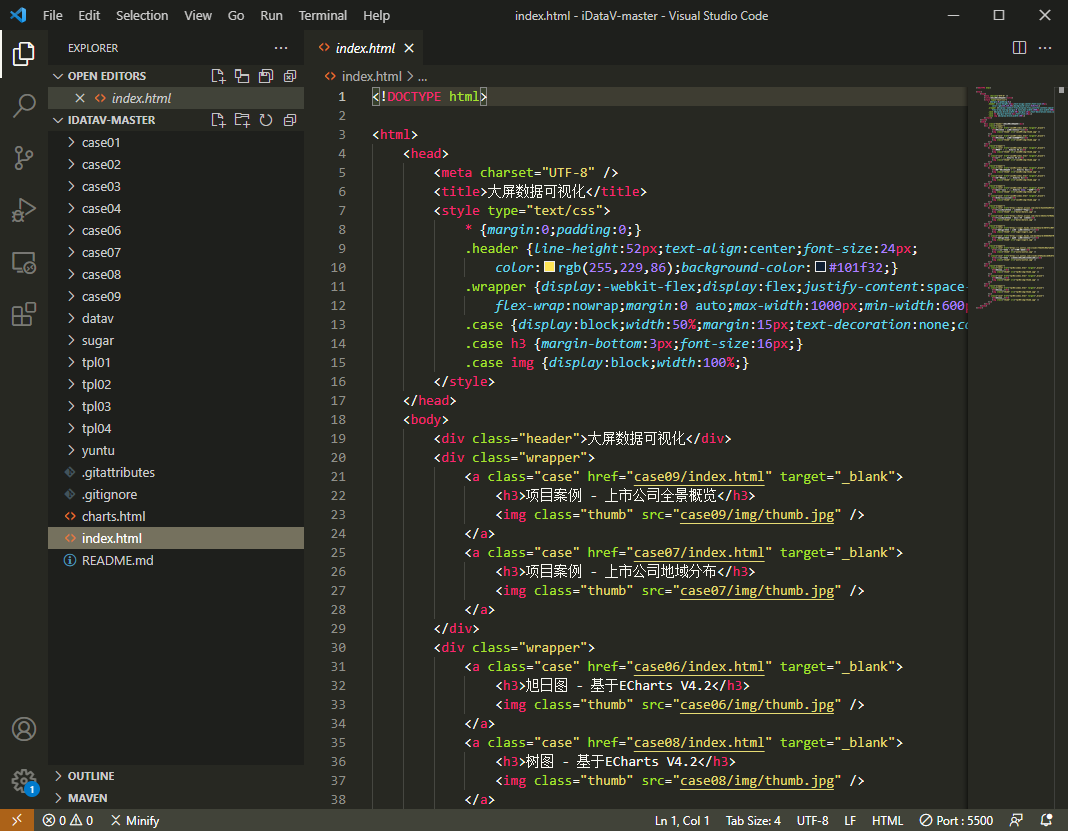 File Edit Selection View Go Run Terminal Help index.html - iDataV-master - Visual Studio Code
EXPLORER
index.html
OPEN EDITORS
index.html
IDATAV-MASTER
case01
case02
case03
case04
case06
case07
case08
case09
datav
sugar
tpl01
tpl02
tpl03
tpl04
yuntu
.gitattributes
.gitignore
charts.html
index.html
README.md
OUTLINE
MAVEN
1
index.html > ...
1 <!DOCTYPE html>
2
3 <html>
4 <head>
5 <meta charset="UTF-8" />
6 <title>大屏数据可视化</title>
7 <style type="text/css">
8 * {margin:0;padding:0;}
9 .header {line-height:52px;text-align:center;font-size:24px;
10 color:rgb(255,229,86);background-color:#101f32;}
11 .wrapper {display:-webkit-flex;display:flex;justify-content:space-
12 flex-wrap:nowrap;margin:0 auto;max-width:1000px;min-width:600p
13 .case {display:block;width:50%;margin:15px;text-decoration:none;co
14 .case h3 {margin-bottom:3px;font-size:16px;}
15 .case img {display:block;width:100%;}
16 </style>
17 </head>
18 <body>
19 <div class="header">大屏数据可视化</div>
20 <div class="wrapper">
21 <a class="case" href="case09/index.html" target="_blank">
22 <h3>项目案例 - 上市公司全景概览</h3>
23 <img class="thumb" src="case09/img/thumb.jpg" />
24 </a>
25 <a class="case" href="case07/index.html" target="_blank">
26 <h3>项目案例 - 上市公司地域分布</h3>
27 <img class="thumb" src="case07/img/thumb.jpg" />
28 </a>
29 </div>
30 <div class="wrapper">
31 <a class="case" href="case06/index.html" target="_blank">
32 <h3>旭日图 - 基于ECharts V4.2</h3>
33 <img class="thumb" src="case06/img/thumb.jpg" />
34 </a>
35 <a class="case" href="case08/index.html" target="_blank">
36 <h3>树图 - 基于ECharts V4.2</h3>
37 <img class="thumb" src="case08/img/thumb.jpg" />
38 </a>
0 0 Minify Ln 1, Col 1 Tab Size: 4 UTF-8 LF HTML Port : 5500